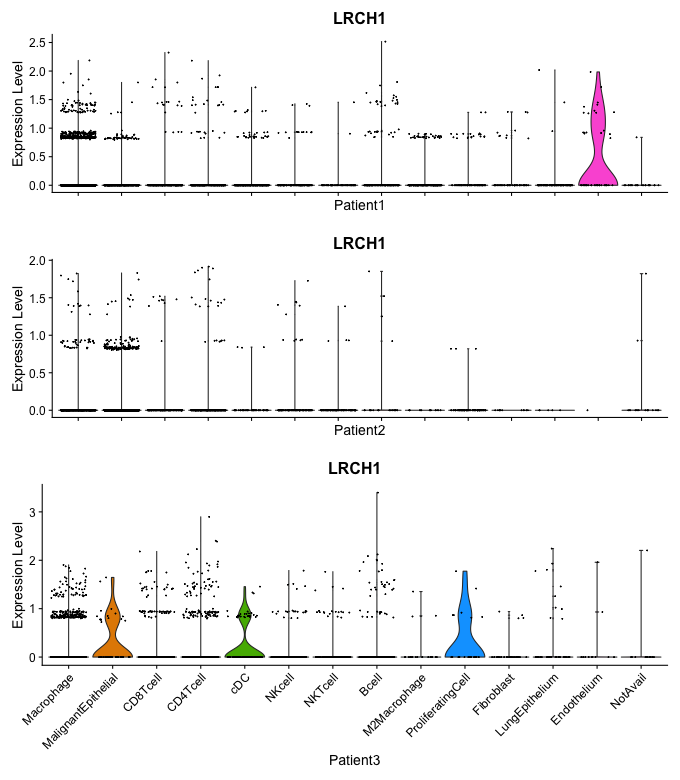 LRCH1
Expression Level
2.5
2.0
1.5
1.0
0.5
0.0
Patient1
LRCH1
Expression Level
2.0
1.5
1.0
0.5
0.0
Patient2
LRCH1
Expression Level
3
2
1
0
Macrophage
MalignantEpithelial
CD8Tcell
CD4Tcell
cDC
NKcell
NKTcell
Bcell
M2Macrophage
ProliferatingCell
Fibroblast
LungEpithelium
Endothelium
NotAvail
Patient3